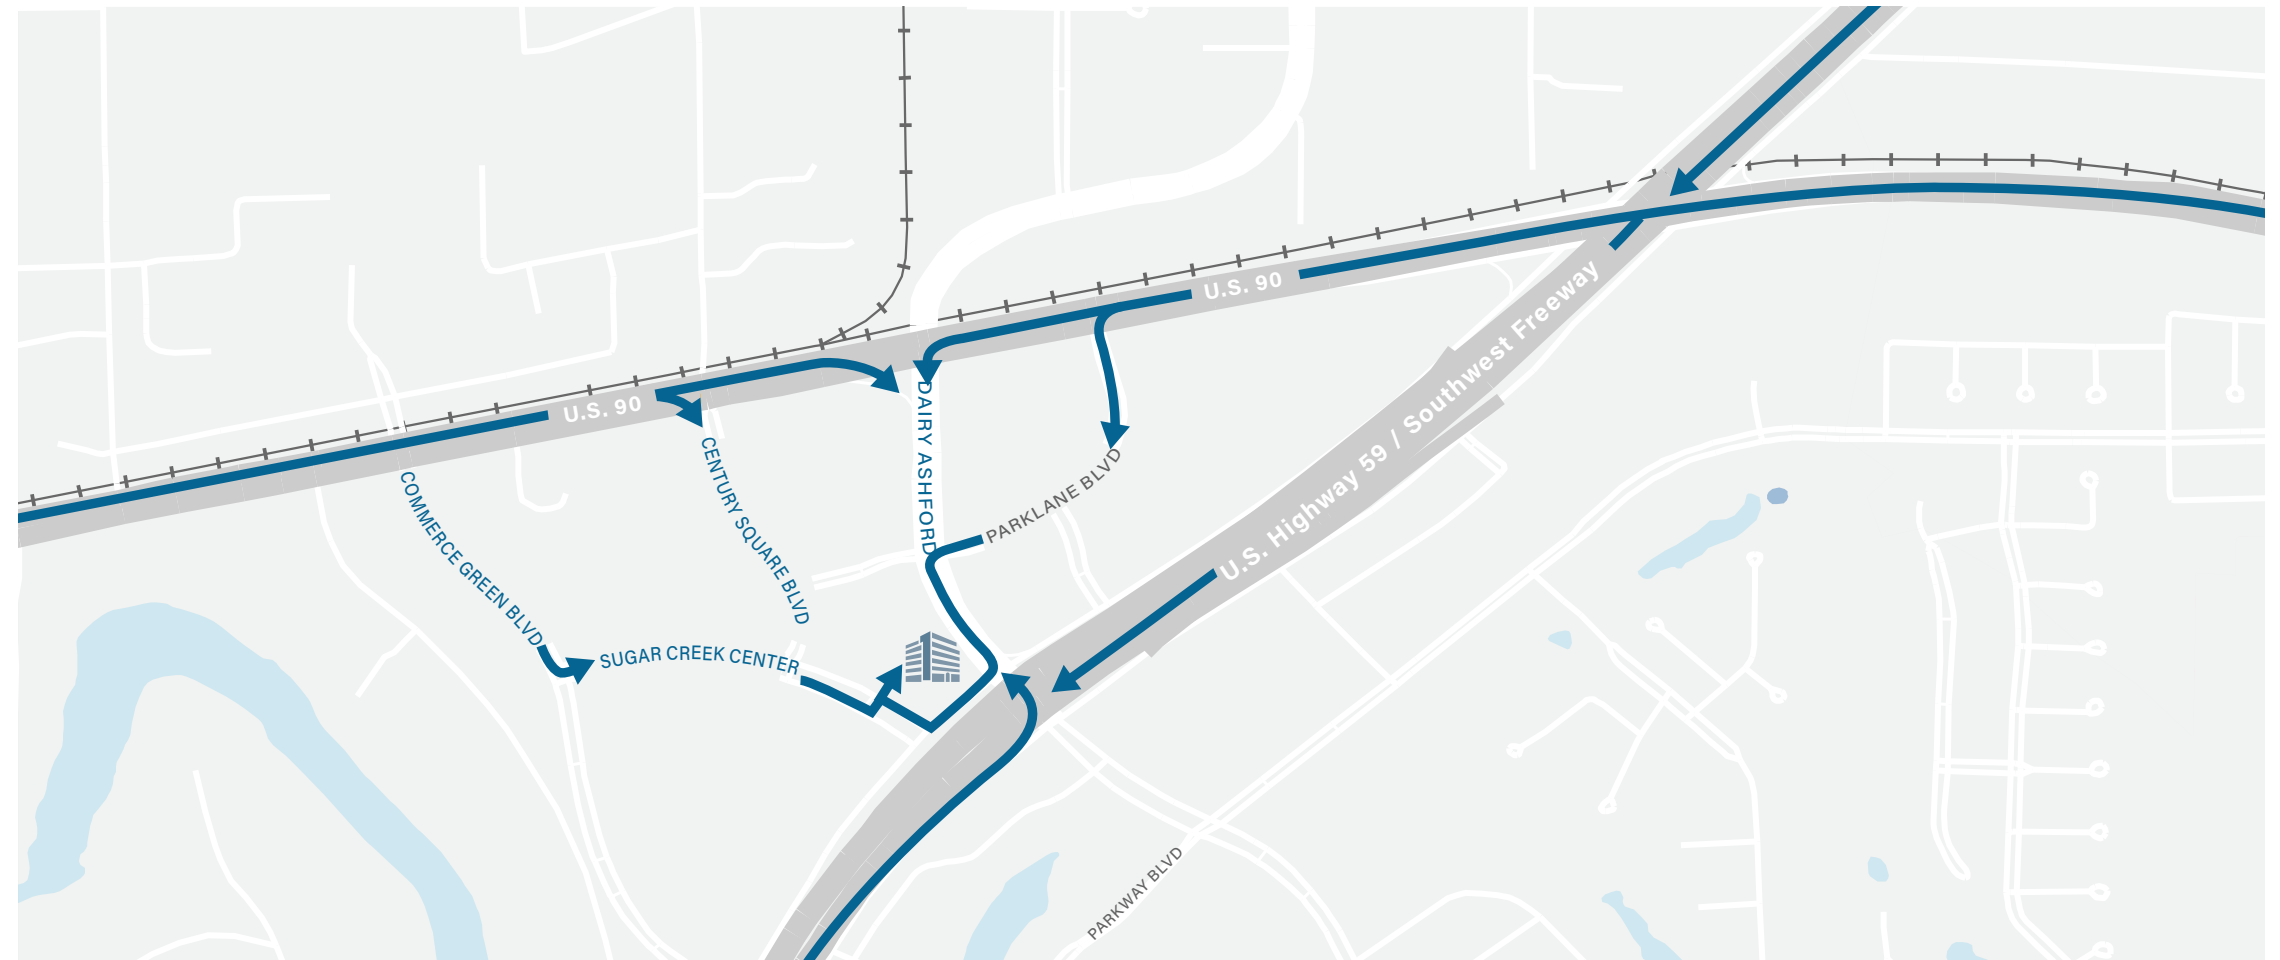 U.S. 90
U.S. 90
U.S. Highway 59 / Southwest Freeway
DAIRY ASHFORD
CENTURY SQUARE BLVD
PARKLANE BLVD
COMMERCE GREEN BLVD
SUGAR CREEK CENTER
PARKWAY BLVD